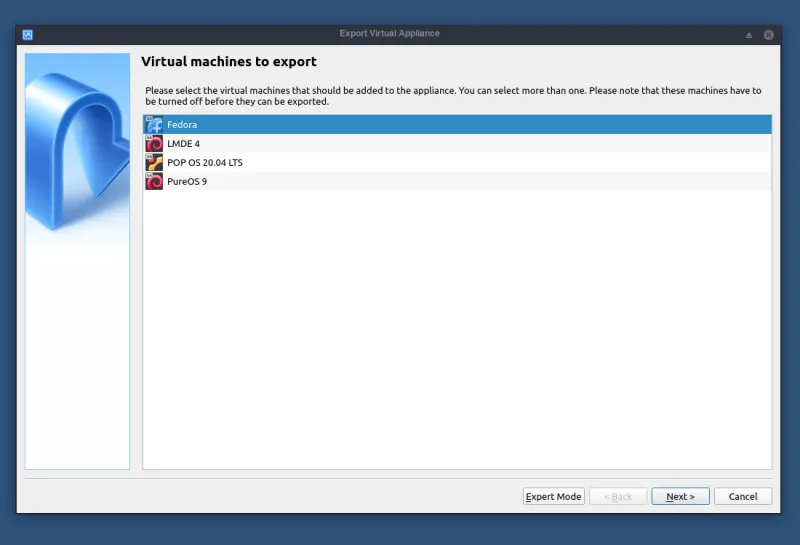 Export Virtual Appliance
Virtual machines to export
Please select the virtual machines that should be added to the appliance. You can select more than one. Please note that these machines have to
be turned off before they can be exported.
Fedora
LMDE 4
POP OS 20.04 LTS
PureOS 9
Expert Mode
< Back
Next >
Cancel